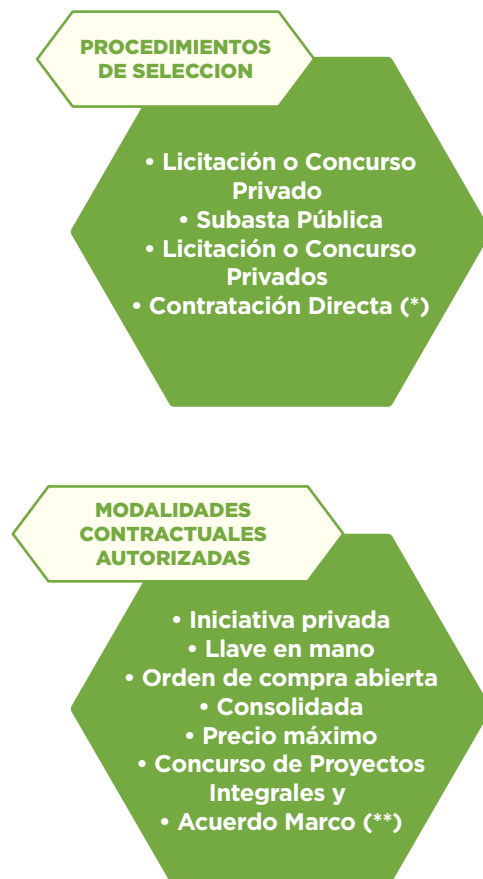 PROCEDIMIENTOS
DE SELECCION
• Licitación o Concurso
Privado
• Subasta Pública
• Licitación o Concurso
Privados
• Contratación Directa (*)
MODALIDADES
CONTRACTUALES
AUTORIZADAS
• Iniciativa privada
• Llave en mano
• Orden de compra abierta
• Consolidada
• Precio máximo
• Concurso de Proyectos
Integrales y
• Acuerdo Marco (**)